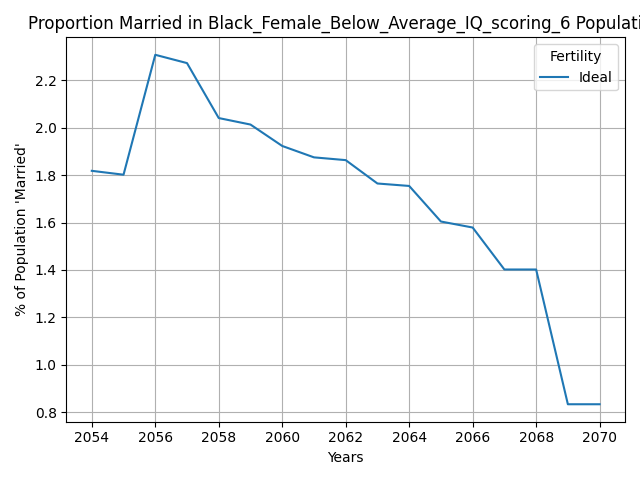 Proportion Married in Black_Female_Below_Average_IQ_scoring_6 Populati
Fertility
Ideal
% of Population 'Married'
2.2
2.0
1.8
1.6
1.4
1.2
1.0
0.8
2054 2056 2058 2060 2062 2064 2066 2068 2070
Years